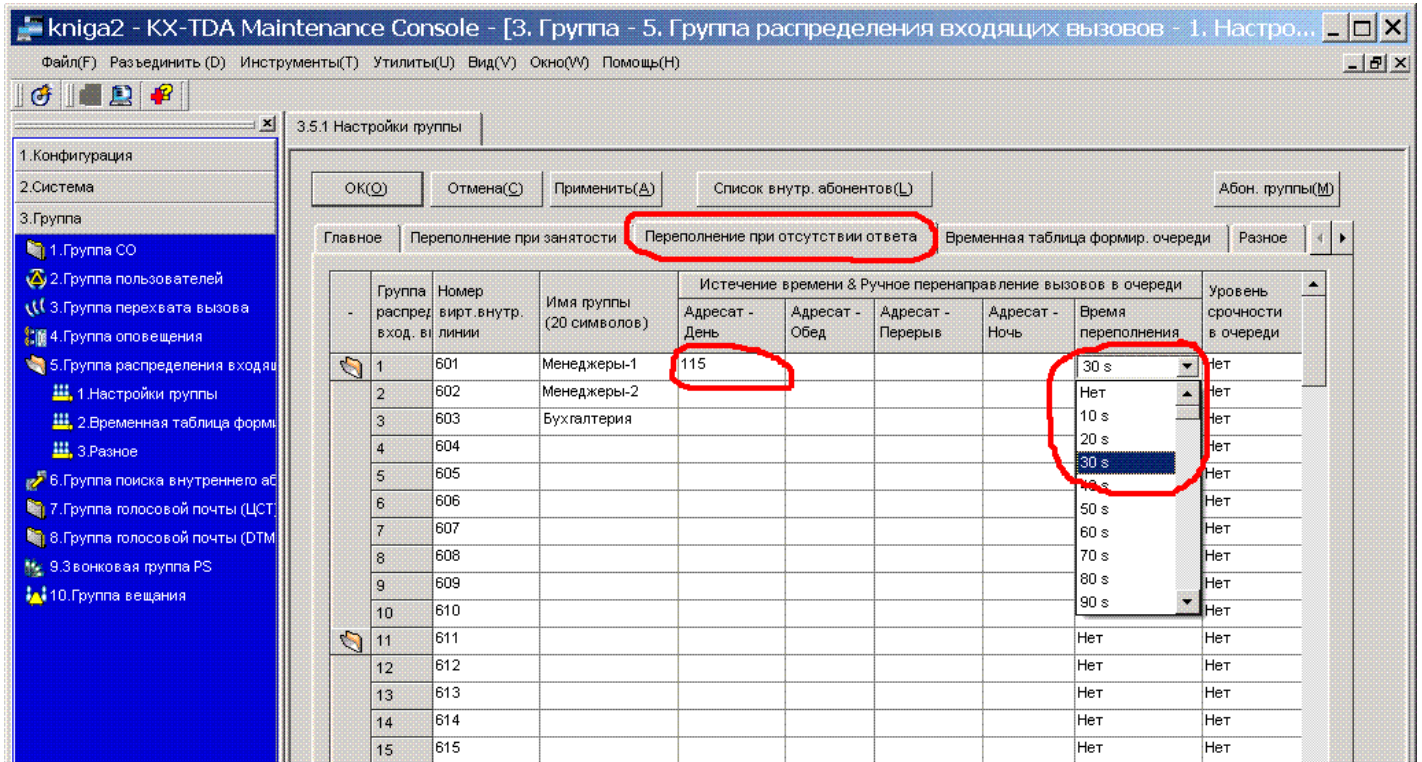 kniga2 - KX-TDA Maintenance Console - [3. Группа - 5. Группа распределения входящих вызовов - 1. Настро...
Файл(F) Разъединить (D) Инструменты(T) Утилиты(U) Вид(V) Окно(W) Помощь(H)
3.5.1 Настройки группы
1.Конфигурация
2.Система
3.Группа
1.Группа CO
2.Группа пользователей
3.Группа перехвата вызова
4.Группа оповещения
5.Группа распределения входящ
1.Настройки группы
2.Временная таблица форми
3.Разное
6.Группа поиска внутреннего аб
7.Группа голосовой почты (ЦСТ
8.Группа голосовой почты (DTM
9.Звонковая группа PS
10.Группа вещания
OK(O) Отмена(C) Применить(A) Список внутр. абонентов(L) Абон. группы(M)
Главное Переполнение при занятости Переполнение при отсутствии ответа Временная таблица формир. очереди Разное
- Группа распред вход. вы Номер вирт.внутр. линии Имя группы (20 символов) Истечение времени & Ручное перенаправление вызовов в очереди Уровень срочности в очереди
Адресат - День Адресат - Обед Адресат - Перерыв Адресат - Ночь Время переполнения
1 601 Менеджеры-1 115 30 s Нет
2 602 Менеджеры-2 Нет
3 603 Бухгалтерия Нет
4 604 Нет
5 605 Нет
6 606 Нет
7 607 Нет
8 608 Нет
9 609 Нет
10 610 Нет
11 611 Нет Нет
12 612 Нет Нет
13 613 Нет Нет
14 614 Нет Нет
15 615 Нет Нет
Нет
10 s
20 s
30 s
40 s
50 s
60 s
70 s
80 s
90 s